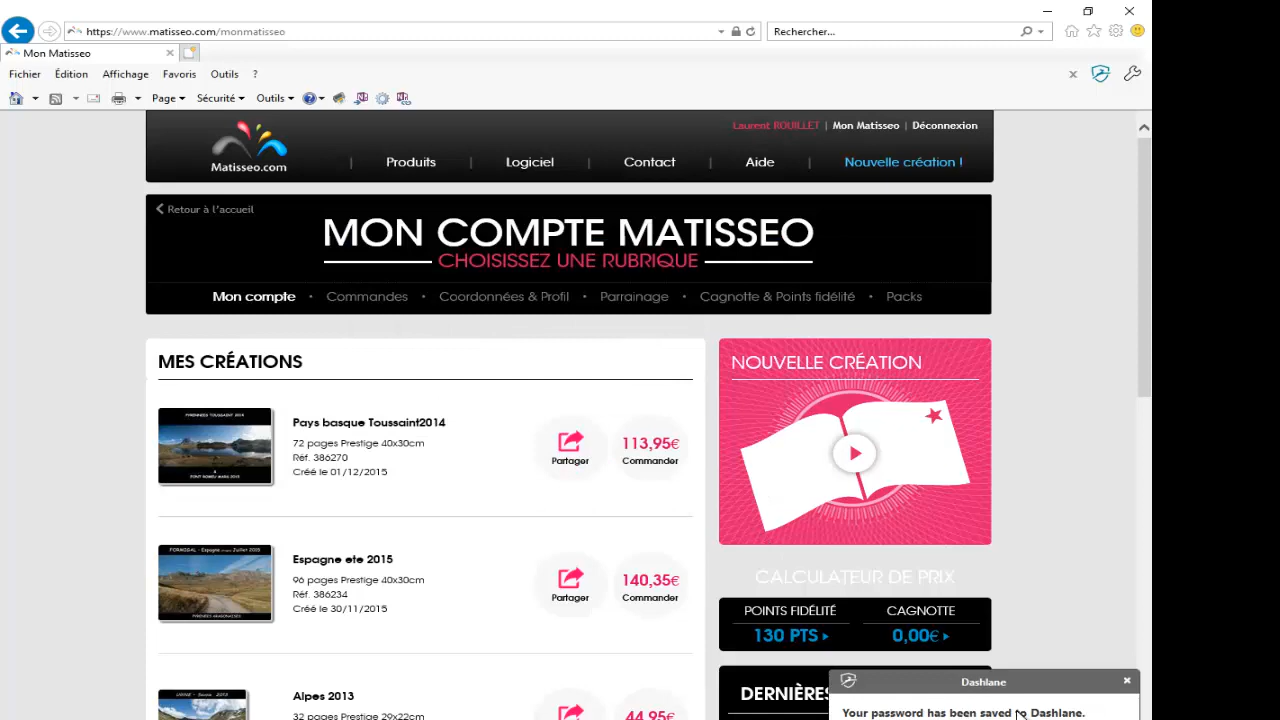 https://www.matisseo.com/monmatisseo
Rechercher...
Mon Matisseo
Fichier Édition Affichage Favoris Outils ?
Page Sécurité Outils
Laurent ROUILLET | Mon Matisseo | Déconnexion
Matisseo.com
Produits | Logiciel | Contact | Aide | Nouvelle création !
Retour à l'accueil
MON COMPTE MATISSEO
CHOISISSEZ UNE RUBRIQUE
Mon compte • Commandes • Coordonnées & Profil • Parrainage • Cagnotte & Points fidélité • Packs
MES CRÉATIONS
PYRENNEES TOUSSAINT 2014
Pays basque Toussaint2014
72 pages Prestige 40x30cm
Réf. 386270
Créé le 01/12/2015
Partager
113,95€
Commander
Espagne ete 2015
96 pages Prestige 40x30cm
Réf. 386234
Créé le 30/11/2015
PYRENEES ARAGONAISES
Partager
140,35€
Commander
Alpes 2013
32 pages Prestige 29x22cm
44,95€
NOUVELLE CRÉATION
CALCULATEUR DE PRIX
POINTS FIDÉLITÉ
130 PTS
CAGNOTTE
0,00€
DERNIÈRES
Dashlane
Your password has been saved to Dashlane.